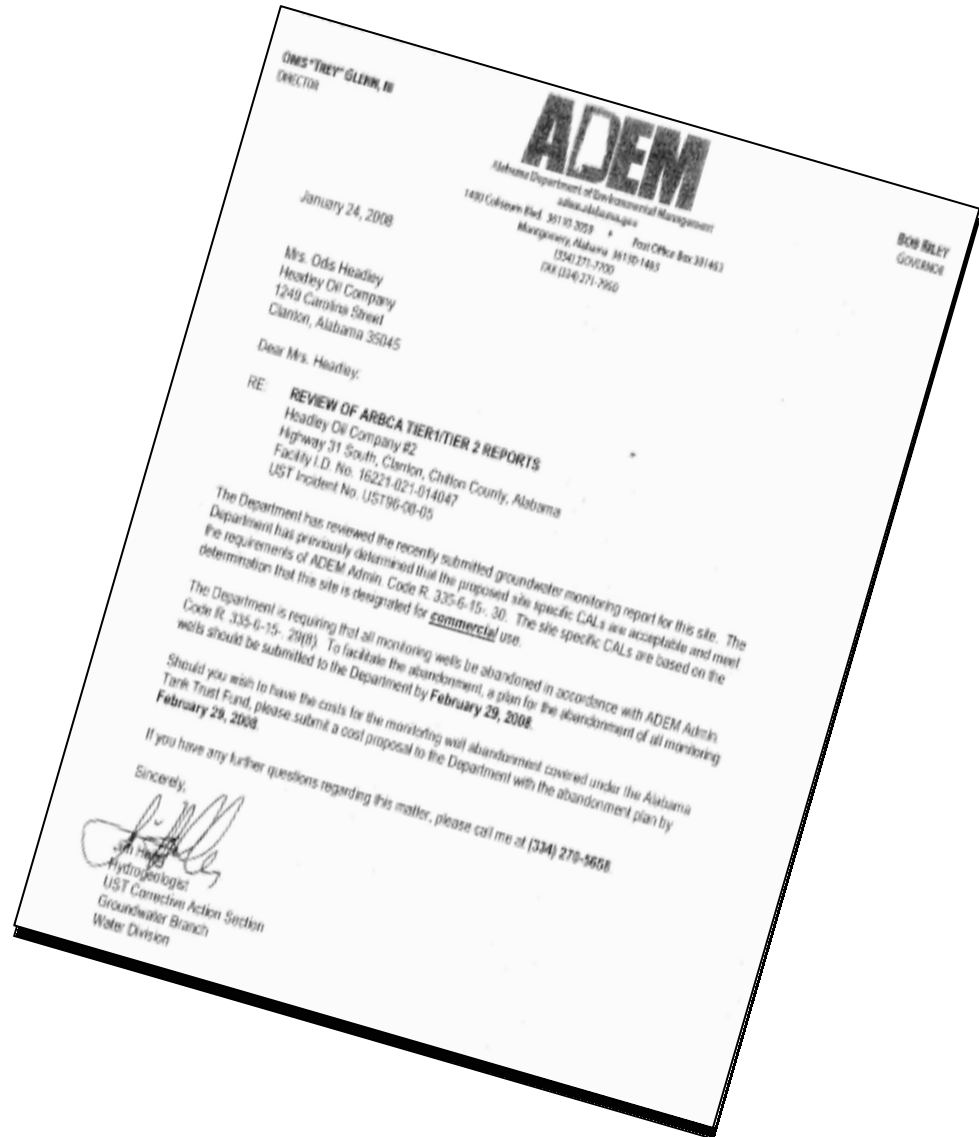 ONIS "TREY" GLENN, III
DIRECTOR
ADEM
Alabama Department of Environmental Management
adem.alabama.gov
1400 Coliseum Blvd. 36110-2059 ♦ Post Office Box 301463
Montgomery, Alabama 36130-1463
(334) 271-7700
FAX (334) 271-7950
BOB RILEY
GOVERNOR
January 24, 2008
Mrs. Odis Headley
Headley Oil Company
1249 Carolina Street
Clanton, Alabama 35045
Dear Mrs. Headley:
RE: REVIEW OF ARBCA TIER1/TIER 2 REPORTS
Headley Oil Company #2
Highway 31 South, Clanton, Chilton County, Alabama
Facility I.D. No. 16221-021-014047
UST Incident No. UST96-08-05
The Department has reviewed the recently submitted groundwater monitoring report for this site. The
Department has previously determined that the proposed site specific CALs are acceptable and meet
the requirements of ADEM Admin. Code R. 335-6-15-.30. The site specific CALs are based on the
determination that this site is designated for commercial use.
The Department is requiring that all monitoring wells be abandoned in accordance with ADEM Admin.
Code R. 335-6-15-.29(8). To facilitate the abandonment, a plan for the abandonment of all monitoring
wells should be submitted to the Department by February 29, 2008.
Should you wish to have the costs for the monitoring well abandonment covered under the Alabama
Tank Trust Fund, please submit a cost proposal to the Department with the abandonment plan by
February 29, 2008.
If you have any further questions regarding this matter, please call me at (334) 270-5658.
Sincerely,
Jim
Hydrogeologist
UST Corrective Action Section
Groundwater Branch
Water Division